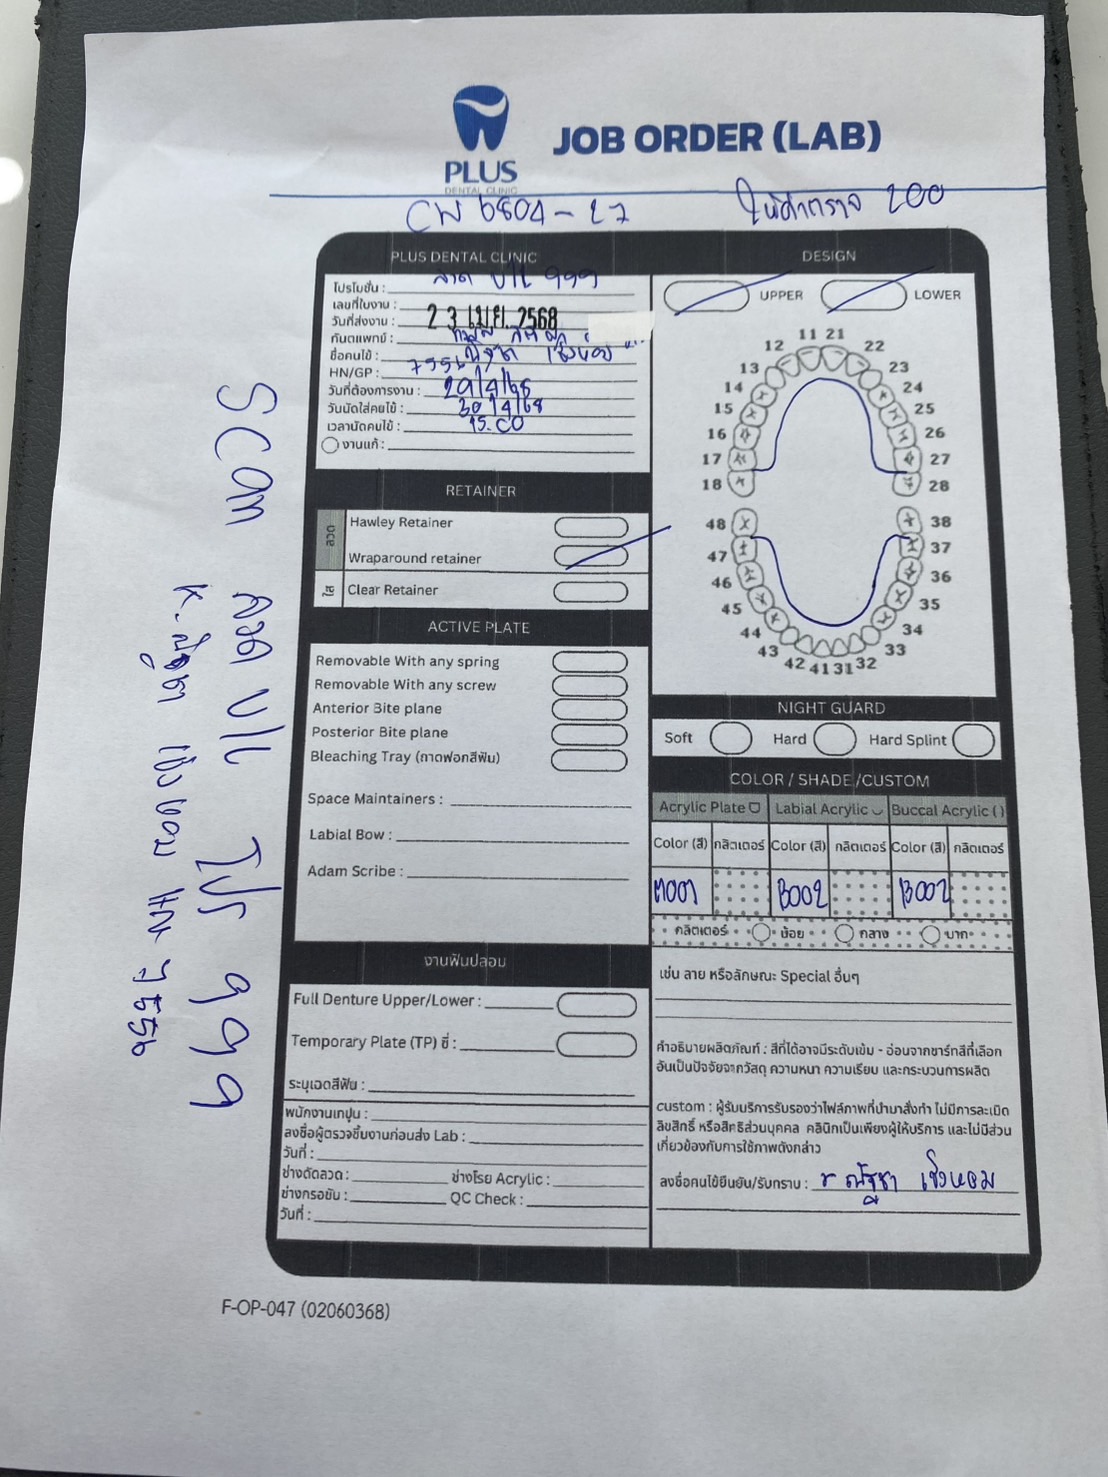 PLUS
DENTAL CLINIC
JOB ORDER (LAB)
CW 6804-27
ให้ค่าตรวจ 200
PLUS DENTAL CLINIC
โปรโมชั่น : ลวด U/L 999
เลขที่ใบงาน :
วันที่ส่งงาน : 23 เม.ย. 2568
ทันตแพทย์ :
ชื่อคนไข้ : ณัฐชา เชิงหอม
HN/GP : 7556
วันที่ต้องการงาน : 29/4/68
วันนัดใส่คนไข้ : 30/4/68
เวลานัดคนไข้ : 15.00
งานแก้ :
RETAINER
ลวด
Hawley Retainer
Wraparound retainer
ใส
Clear Retainer
ACTIVE PLATE
Removable With any spring
Removable With any screw
Anterior Bite plane
Posterior Bite plane
Bleaching Tray (ถาดฟอกสีฟัน)
Space Maintainers :
Labial Bow :
Adam Scribe :
งานฟันปลอม
Full Denture Upper/Lower :
Temporary Plate (TP) ซี่ :
ระบุเฉดสีฟัน :
พนักงานเทปูน :
ลงชื่อผู้ตรวจชิ้นงานก่อนส่ง Lab :
วันที่ :
ช่างดัดลวด : ช่างโรย Acrylic :
ช่างกรอขัด : QC Check :
วันที่ :
DESIGN
UPPER LOWER
11 21
12 22
13 23
14 24
15 25
16 26
17 27
18 28
48 38
47 37
46 36
45 35
44 34
43 33
42 41 31 32
NIGHT GUARD
Soft Hard Hard Splint
COLOR / SHADE /CUSTOM
Acrylic Plate Labial Acrylic Buccal Acrylic ( )
Color (สี) กลิตเตอร์ Color (สี) กลิตเตอร์ Color (สี) กลิตเตอร์
B002 B002
กลิตเตอร์ น้อย กลาง มาก
เช่น ลาย หรือลักษณะ Special อื่นๆ
คำอธิบายผลิตภัณฑ์ : สีที่ได้อาจมีระดับเข้ม - อ่อนจากชาร์ทสีที่เลือก
อันเป็นปัจจัยจากวัสดุ ความหนา ความเรียบ และกระบวนการผลิต
custom : ผู้รับบริการรับรองว่าไฟล์ภาพที่นำมาสั่งทำ ไม่มีการละเมิด
ลิขสิทธิ์ หรือสิทธิส่วนบุคคล คลินิกเป็นเพียงผู้ให้บริการ และไม่มีส่วน
เกี่ยวข้องกับการใช้ภาพดังกล่าว
ลงชื่อคนไข้ยืนยัน/รับทราบ : ณัฐชา เชิงหอม
F-OP-047 (02060368)
Scan ลวด U/L โปร 999
K. ณัฐชา เชิงหอม 7556